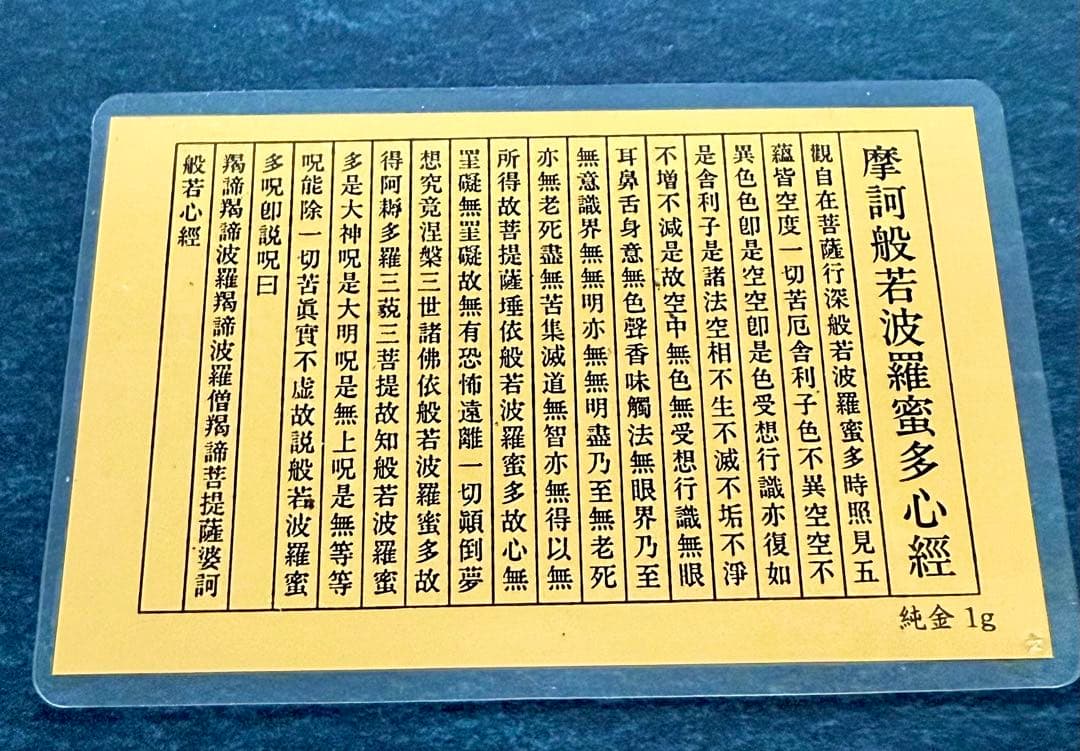 摩訶般若波羅蜜多心經
觀自在菩薩行深般若波羅蜜多時照見五
蘊皆空度一切苦厄舍利子色不異空空不
異色色卽是空空卽是色受想行識亦復如
是舍利子是諸法空相不生不滅不垢不淨
不增不減是故空中無色無受想行識無眼
耳鼻舌身意無色聲香味觸法無眼界乃至
無意識界無無明亦無無明盡乃至無老死
亦無老死盡無苦集滅道無智亦無得以無
所得故菩提薩埵依般若波羅蜜多故心無
罣礙無罣礙故無有恐怖遠離一切顚倒夢
想究竟涅槃三世諸佛依般若波羅蜜多故
得阿耨多羅三藐三菩提故知般若波羅蜜
多是大神呪是大明呪是無上呪是無等等
呪能除一切苦眞實不虛故説般若波羅蜜
多呪卽説呪曰
羯諦羯諦波羅羯諦波羅僧羯諦菩提薩婆訶
般若心經
純金 1g